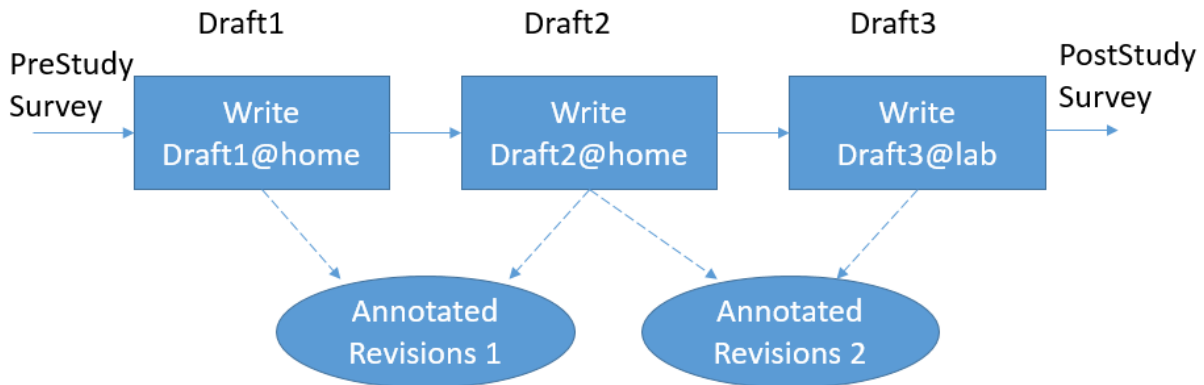 Draft1
Draft2
Draft3
PreStudy
Survey
Write
Draft1@home
Write
Draft2@home
Write
Draft3@lab
PostStudy
Survey
Annotated
Revisions 1
Annotated
Revisions 2